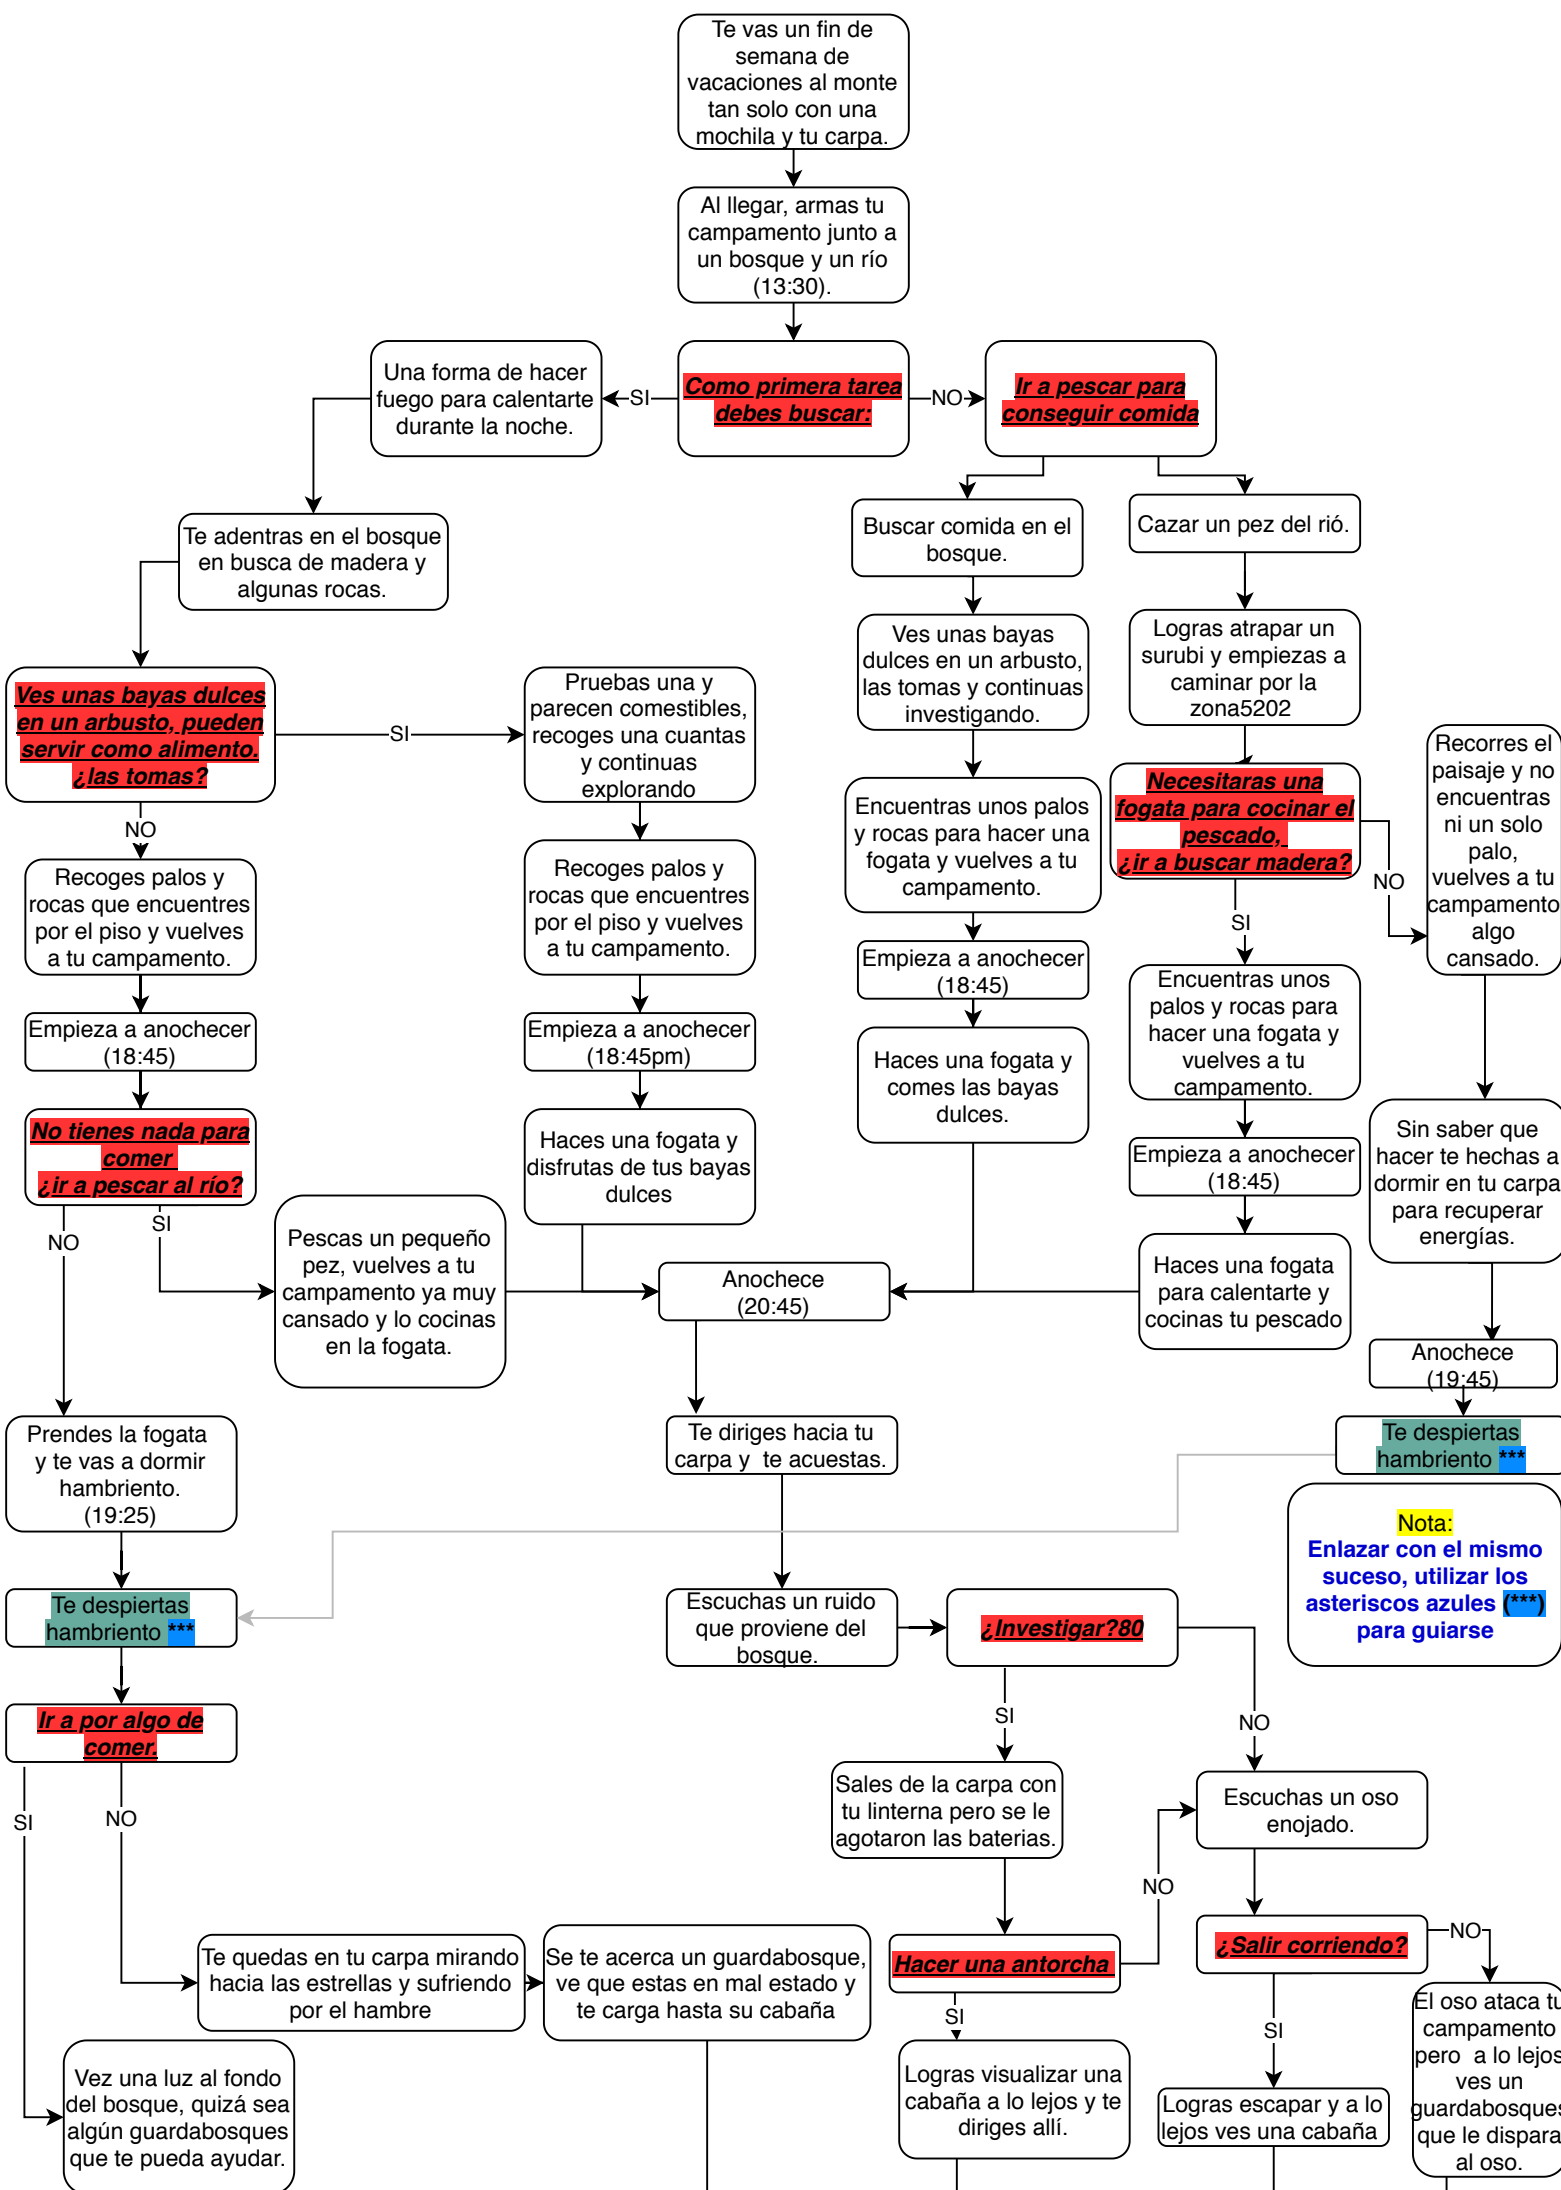 Te vas un fin de
semana de
vacaciones al monte
tan solo con una
mochila y tu carpa.
Al llegar, armas tu
campamento junto a
un bosque y un río
(13:30).
Una forma de hacer
fuego para calentarte
durante la noche.
SI
Como primera tarea
debes buscar:
NO
Ir a pescar para
conseguir comida
Te adentras en el bosque
en busca de madera y
algunas rocas.
Buscar comida en el
bosque.
Cazar un pez del rió.
Ves unas bayas dulces
en un arbusto, pueden
servir como alimento.
¿las tomas?
SI
Pruebas una y
parecen comestibles,
recoges una cuantas
y continuas
explorando
Ves unas bayas
dulces en un arbusto,
las tomas y continuas
investigando.
Logras atrapar un
surubi y empiezas a
caminar por la
zona5202
Recorres el
paisaje y no
encuentras
ni un solo
palo,
vuelves a tu
campamento
algo
cansado.
Necesitaras una
fogata para cocinar el
pescado,
¿ir a buscar madera?
NO
SI
NO
Recoges palos y
rocas que encuentres
por el piso y vuelves
a tu campamento.
Recoges palos y
rocas que encuentres
por el piso y vuelves
a tu campamento.
Encuentras unos palos
y rocas para hacer una
fogata y vuelves a tu
campamento.
Empieza a anochecer
(18:45)
Encuentras unos
palos y rocas para
hacer una fogata y
vuelves a tu
campamento.
Empieza a anochecer
(18:45)
Empieza a anochecer
(18:45pm)
Haces una fogata y
comes las bayas
dulces.
No tienes nada para
comer
¿ir a pescar al río?
Haces una fogata y
disfrutas de tus bayas
dulces
Empieza a anochecer
(18:45)
Sin saber que
hacer te hechas a
dormir en tu carpa
para recuperar
energías.
NO
SI
Pescas un pequeño
pez, vuelves a tu
campamento ya muy
cansado y lo cocinas
en la fogata.
Anochece
(20:45)
Haces una fogata
para calentarte y
cocinas tu pescado
Anochece
(19:45)
Prendes la fogata
y te vas a dormir
hambriento.
(19:25)
Te diriges hacia tu
carpa y te acuestas.
Te despiertas
hambriento ***
Nota:
Enlazar con el mismo
suceso, utilizar los
asteriscos azules (***)
para guiarse
Te despiertas
hambriento ***
Escuchas un ruido
que proviene del
bosque.
¿Investigar?80
SI
NO
Ir a por algo de
comer.
SI
NO
Sales de la carpa con
tu linterna pero se le
agotaron las baterias.
Escuchas un oso
enojado.
NO
Te quedas en tu carpa mirando
hacia las estrellas y sufriendo
por el hambre
Se te acerca un guardabosque,
ve que estas en mal estado y
te carga hasta su cabaña
Hacer una antorcha
¿Salir corriendo?
NO
SI
SI
El oso ataca tu
campamento
pero a lo lejos
ves un
guardabosques
que le dispara
al oso.
Vez una luz al fondo
del bosque, quizá sea
algún guardabosques
que te pueda ayudar.
Logras visualizar una
cabaña a lo lejos y te
diriges allí.
Logras escapar y a lo
lejos ves una cabaña